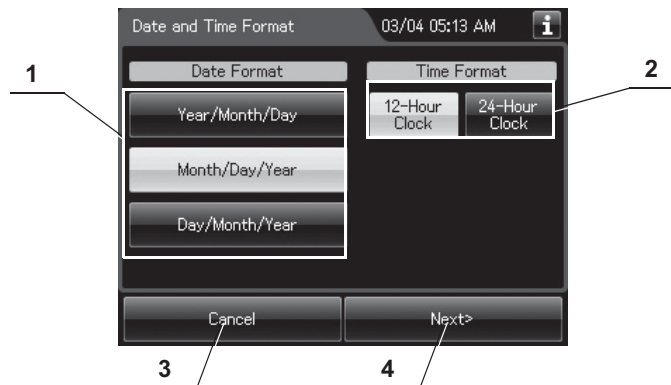 Date and Time Format 03/04 05:13 AM i
1
Date Format Time Format
2
Year/Month/Day
12-Hour
Clock
24-Hour
Clock
Month/Day/Year
Day/Month/Year
Cancel Next>
3 4